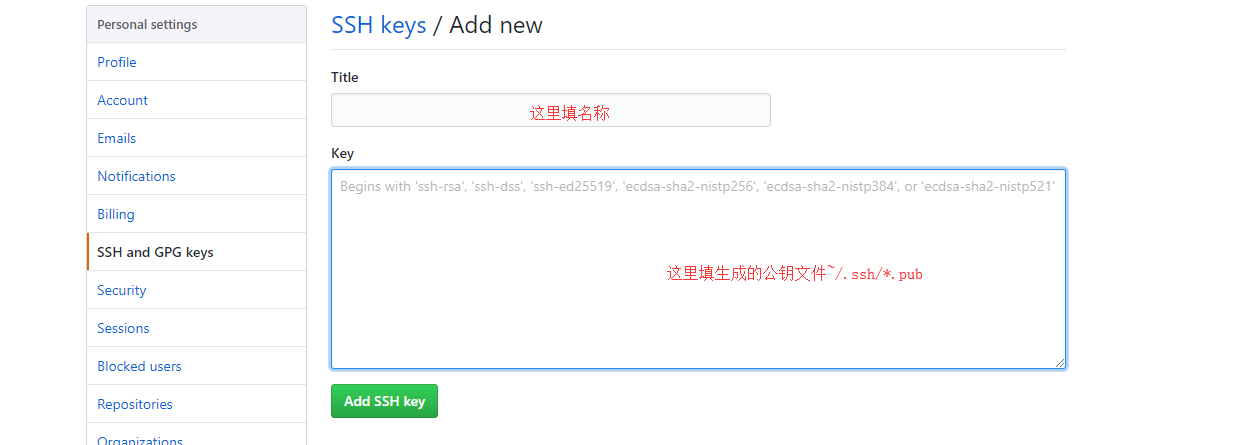 Personal settings
Profile
Account
Emails
Notifications
Billing
SSH and GPG keys
Security
Sessions
Blocked users
Repositories
Organizations
SSH keys / Add new
Title
这里填名称
Key
Begins with 'ssh-rsa', 'ssh-dss', 'ssh-ed25519', 'ecdsa-sha2-nistp256', 'ecdsa-sha2-nistp384', or 'ecdsa-sha2-nistp521'
这里填生成的公钥文件~/.ssh/*.pub
Add SSH key